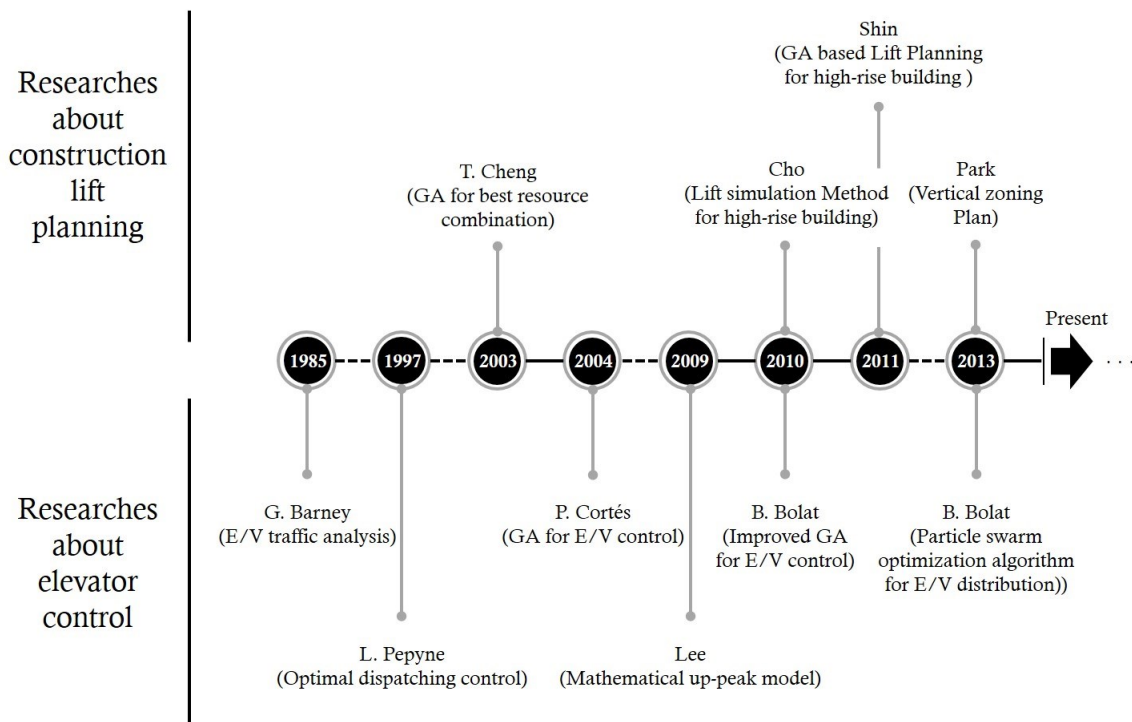 Researches
about
construction
lift
planning
Shin
(GA based Lift Planning
for high-rise building )
T. Cheng
(GA for best resource
combination)
Cho
(Lift simulation Method
for high-rise building)
Park
(Vertical zoning
Plan)
Present
1985
1997
2003
2004
2009
2010
2011
2013
. . .
Researches
about
elevator
control
G. Barney
(E/V traffic analysis)
P. Cortés
(GA for E/V control)
B. Bolat
(Improved GA
for E/V control)
B. Bolat
(Particle swarm
optimization algorithm
for E/V distribution))
L. Pepyne
(Optimal dispatching control)
Lee
(Mathematical up-peak model)